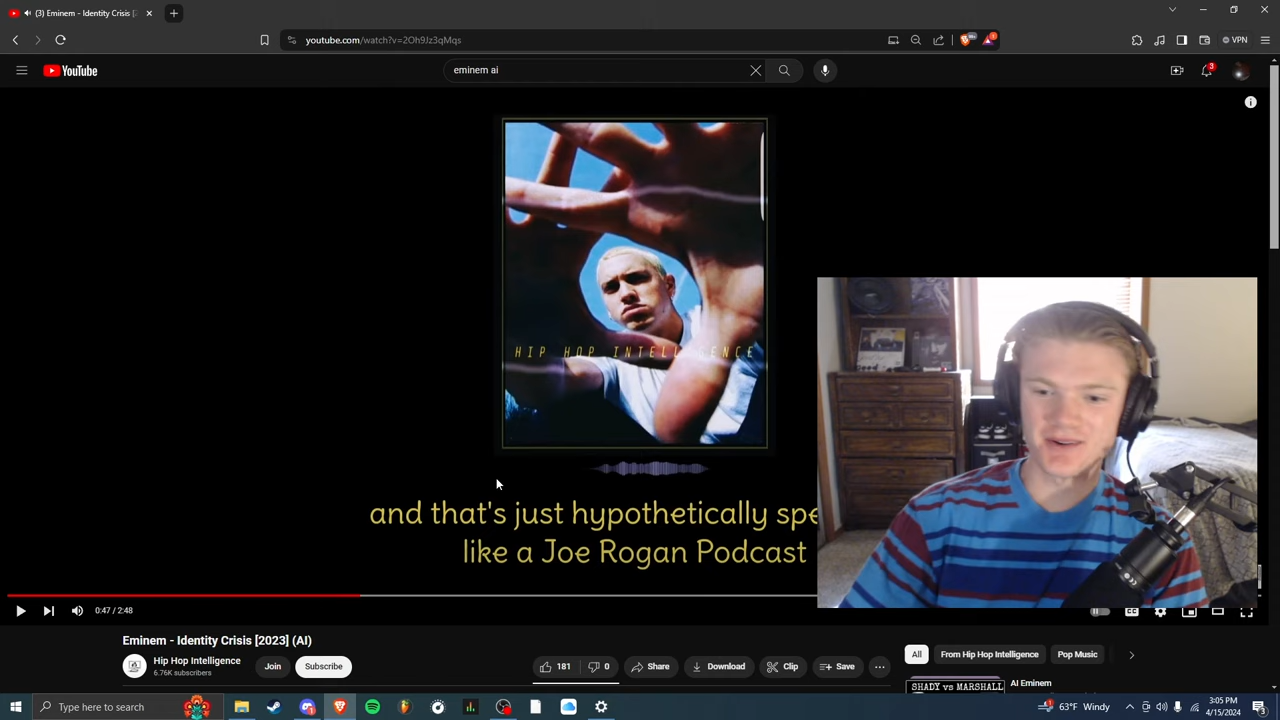 (3) Eminem - Identity Crisis [
youtube.com/watch?v=2Oh9Jz3qMqs
VPN
YouTube
eminem ai
3
HIP HOP INTELLIGENCE
and that's just hypothetically spe
like a Joe Rogan Podcast
0:47 / 2:48
Eminem - Identity Crisis [2023] (AI)
Hip Hop Intelligence
6.76K subscribers
Join
Subscribe
181
0
Share
Download
Clip
Save
All
From Hip Hop Intelligence
Pop Music
SHADY vs MARSHALL
AI Eminem
Type here to search
63°F Windy
3:05 PM
4/15/2024